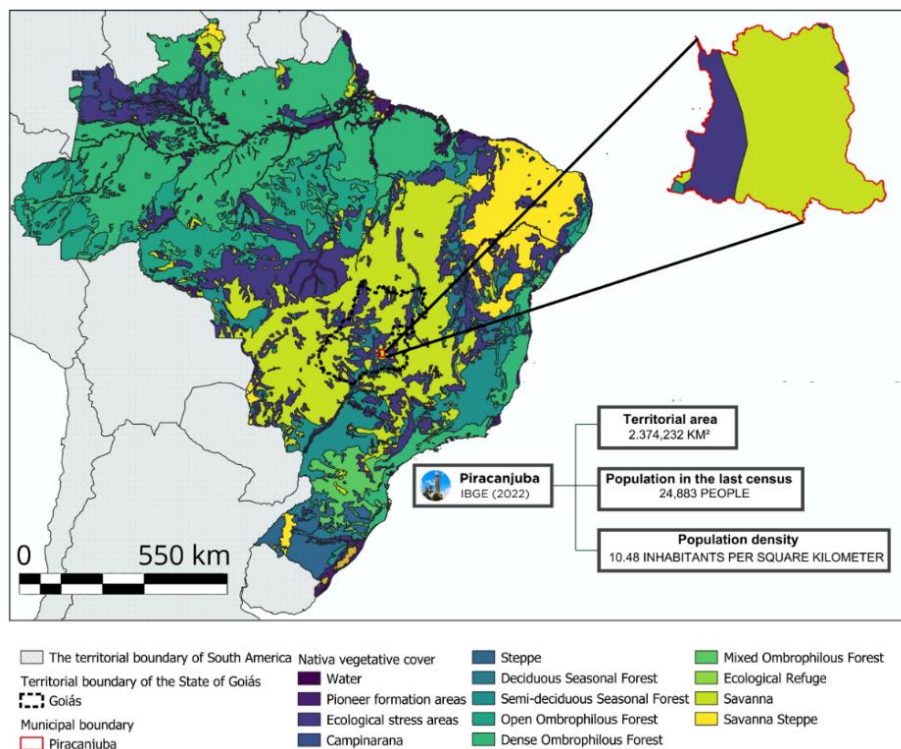 Territorial area
2.374,232 KM²
Piracanjuba
IBGE (2022)
Population in the last census
24,883 PEOPLE
Population density
10.48 INHABITANTS PER SQUARE KILOMETER
0 550 km
The territorial boundary of South America
Territorial boundary of the State of Goiás
Goiás
Municipal boundary
Piracanjuba
Nativa vegetative cover
Water
Pioneer formation areas
Ecological stress areas
Campinarana
Steppe
Deciduous Seasonal Forest
Semi-deciduous Seasonal Forest
Open Ombrophilous Forest
Dense Ombrophilous Forest
Mixed Ombrophilous Forest
Ecological Refuge
Savanna
Savanna Steppe